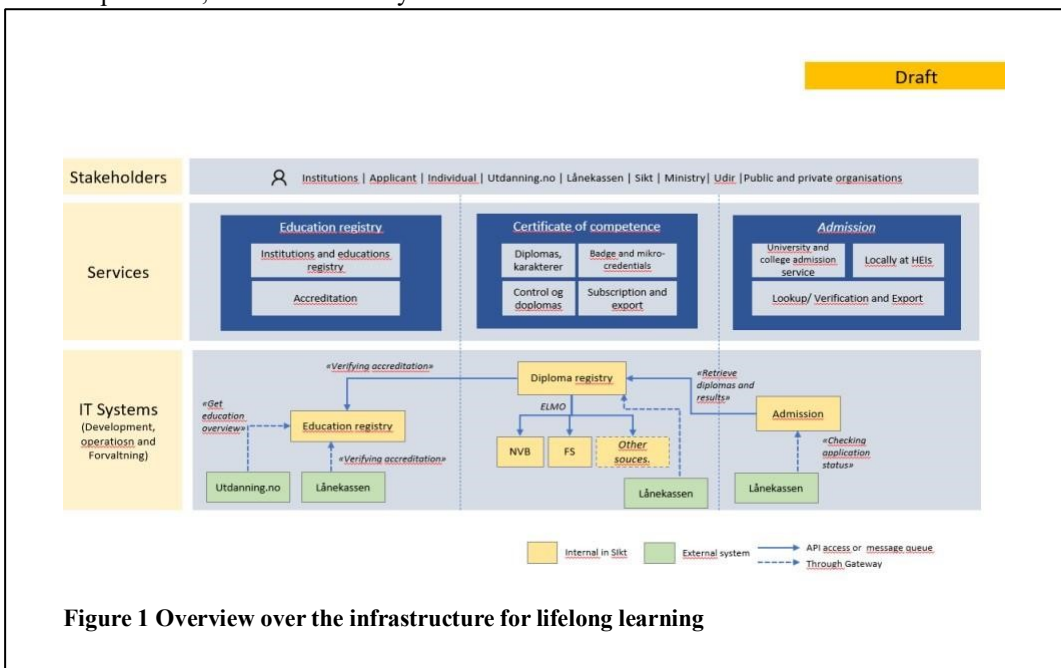 Draft
Stakeholders
Institutions | Applicant | Individual | Utdanning.no | Lånekassen | Sikt | Ministry| Udir |Public and private organisations
Services
Education registry
Institutions and educations
registry
Accreditation
Certificate of competence
Diplomas,
karakterer
Badge and mikro-
credentials
Control og
doplomas
Subscription and
export
Admission
University and
college admission
service
Locally at HEIs
Lookup/ Verification and Export
IT Systems
(Development,
operatiosn and
Forvaltning)
«Verifying accreditation»
«Get
education
overview»
Education registry
«Verifying accreditation»
Utdanning.no
Lånekassen
Diploma registry
ELMO
NVB
FS
Other
souces.
Lånekassen
«Retrieve
diplomas and
results»
Admission
«Checking
application
status»
Lånekassen
Internal in SIkt
External system
API access or message queue
Through Gateway
Figure 1 Overview over the infrastructure for lifelong learning